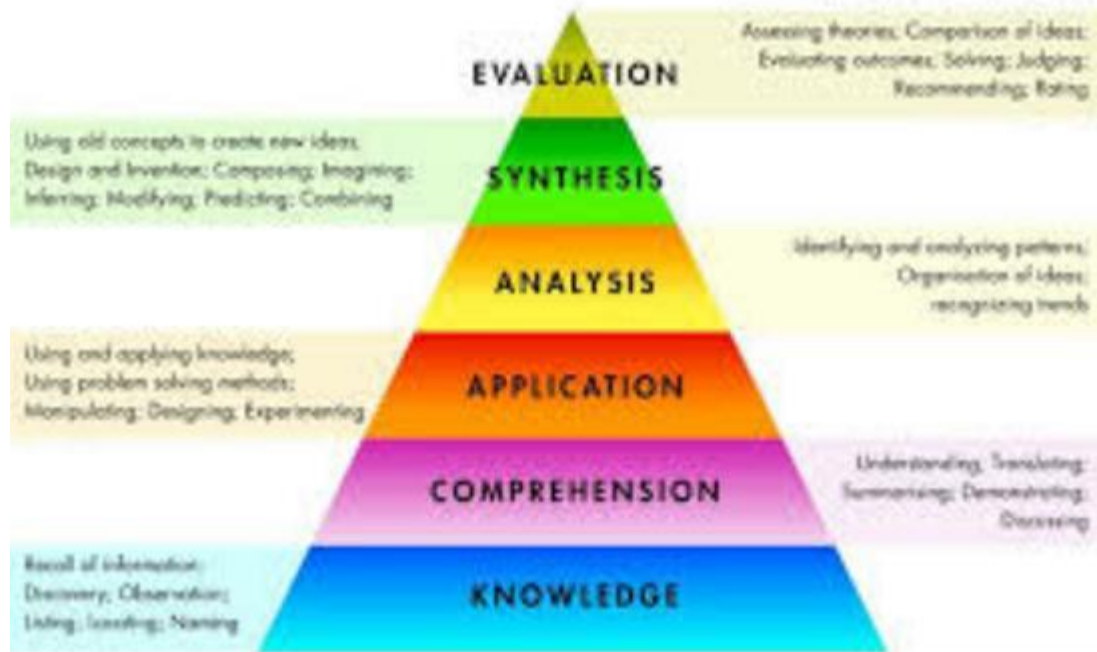 EVALUATION
Assessing theories; Comparison of ideas;
Evaluating outcomes; Solving; Judging;
Recommending; Rating
Using old concepts to create new ideas;
Design and Invention; Composing; Imagining;
Inferring; Modifying; Predicting; Combining
SYNTHESIS
ANALYSIS
Identifying and analyzing patterns;
Organisation of ideas;
recognizing trends
Using and applying knowledge;
Using problem solving methods;
Manipulating; Designing; Experimenting
APPLICATION
COMPREHENSION
Understanding; Translating;
Summarising; Demonstrating;
Discussing
Recall of information;
Discovery; Observation;
Listing; Locating; Naming
KNOWLEDGE